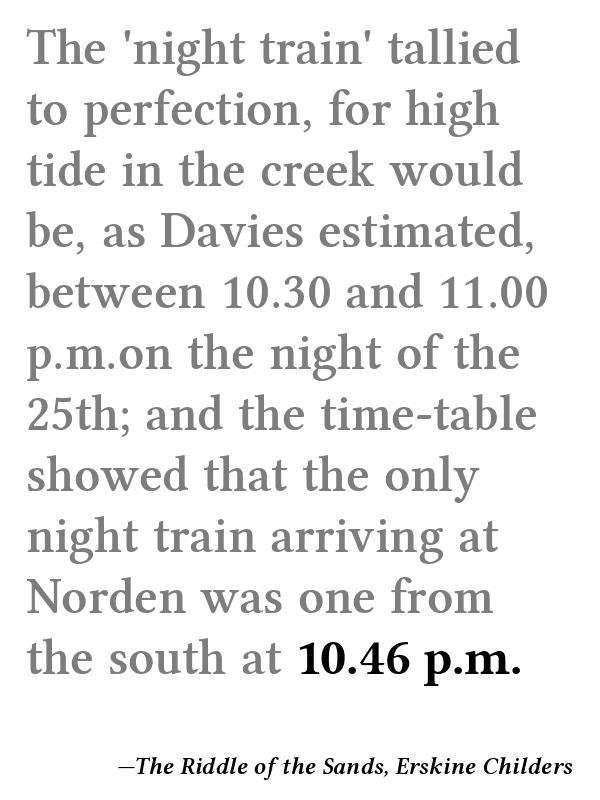 The 'night train' tallied
to perfection, for high
tide in the creek would
be, as Davies estimated,
between 10.30 and 11.00
p.m.on the night of the
25th; and the time-table
showed that the only
night train arriving at
Norden was one from
the south at 10.46 p.m.
—The Riddle of the Sands, Erskine Childers